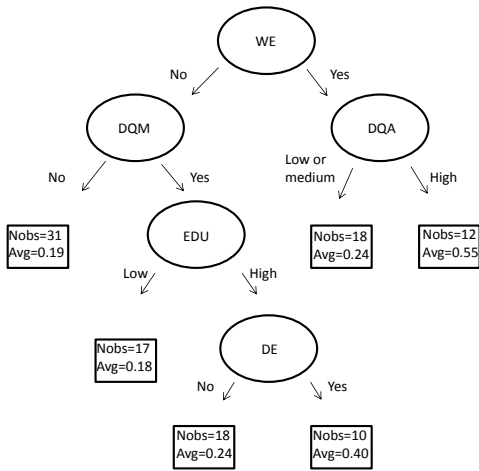 WE
No
Yes
DQM
DQA
No
Yes
Low or
medium
High
Nobs=31
Avg=0.19
EDU
Nobs=18
Avg=0.24
Nobs=12
Avg=0.55
Low
High
Nobs=17
Avg=0.18
DE
No
Yes
Nobs=18
Avg=0.24
Nobs=10
Avg=0.40